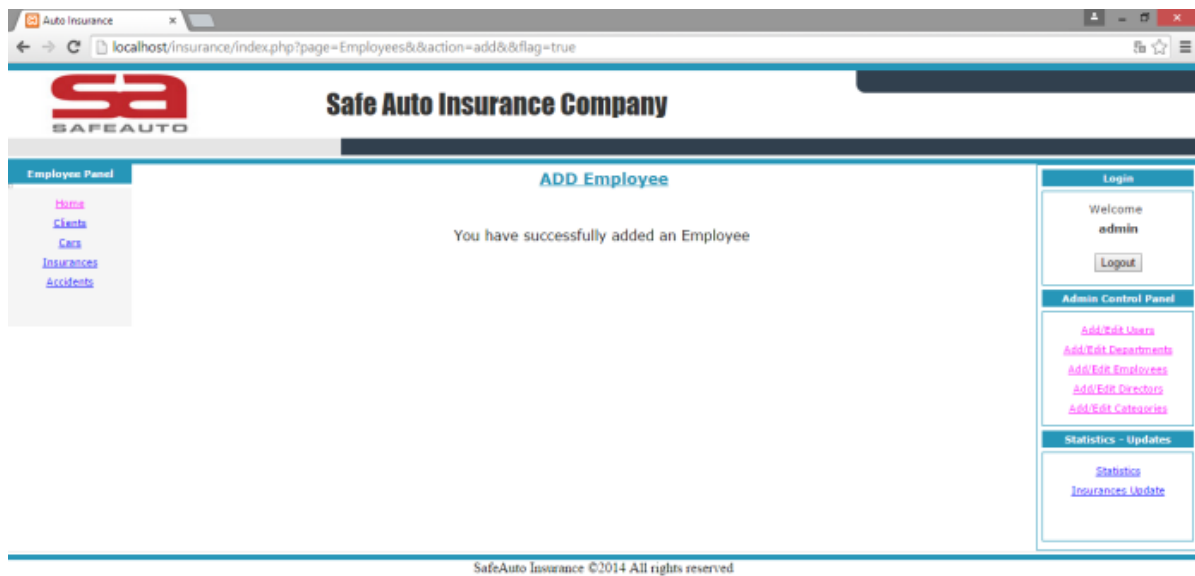 Auto Insurance
localhost/insurance/index.php?page=Employees&&action=add&&flag=true
sa
SAFEAUTO
Safe Auto Insurance Company
Employee Panel
Home
Clients
Cars
Insurances
Accidents
ADD Employee
You have successfully added an Employee
Login
Welcome
admin
Logout
Admin Control Panel
Add/Edit Users
Add/Edit Departments
Add/Edit Employees
Add/Edit Directors
Add/Edit Categories
Statistics - Updates
Statistics
Insurances Update
SafeAuto Insurance ©2014 All rights reserved